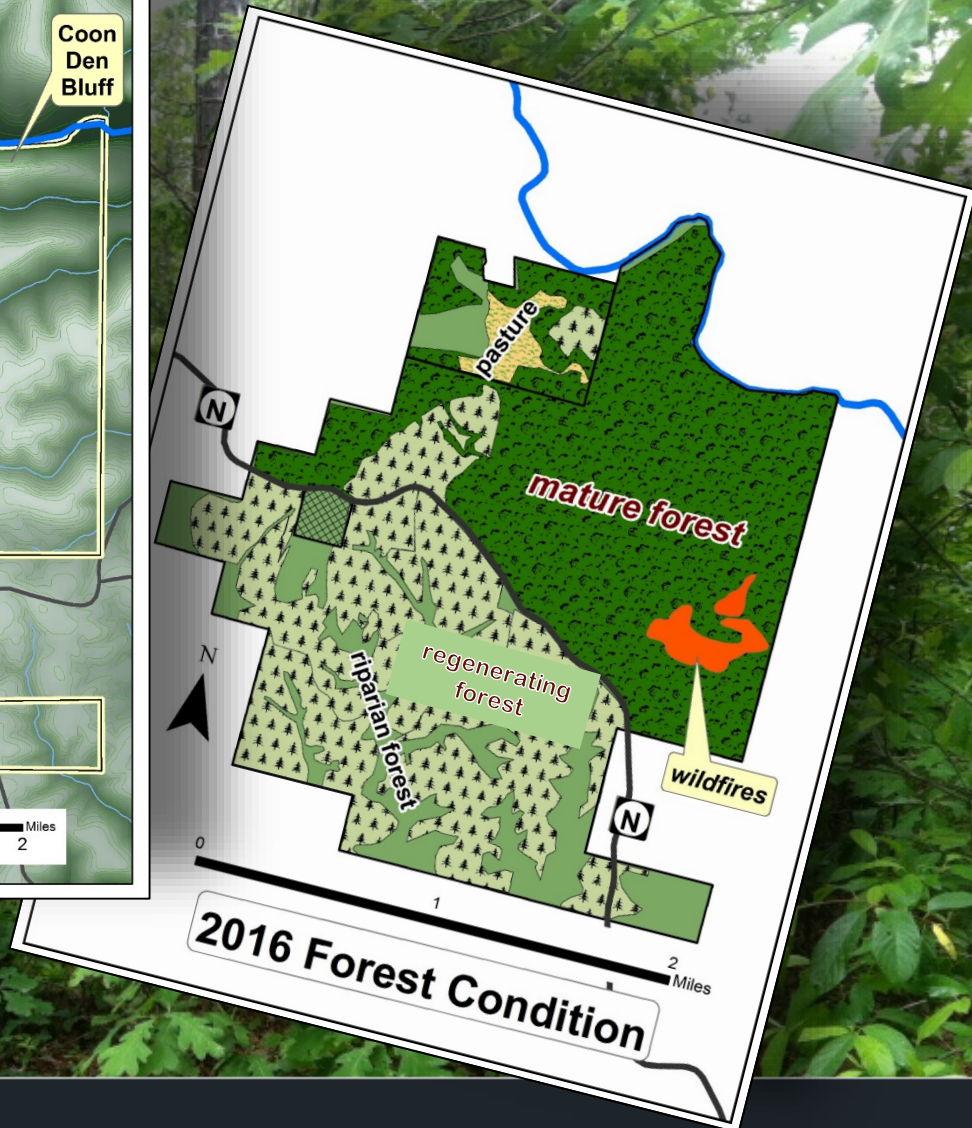 Coon
Den
Bluff
Miles
2
pasture
N
mature forest
N
regenerating
forest
riparian forest
wildfires
N
0
1
2
Miles
2016 Forest Condition